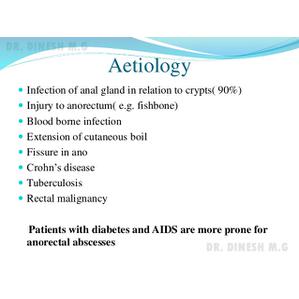 DR. DINESH M.G
Aetiology
Infection of anal gland in relation to crypts( 90%)
Injury to anorectum( e.g. fishbone)
Blood borne infection
Extension of cutaneous boil
Fissure in ano
Crohn’s disease
Tuberculosis
Rectal malignancy
Patients with diabetes and AIDS are more prone for
anorectal abscesses
DR. DINESH M.G